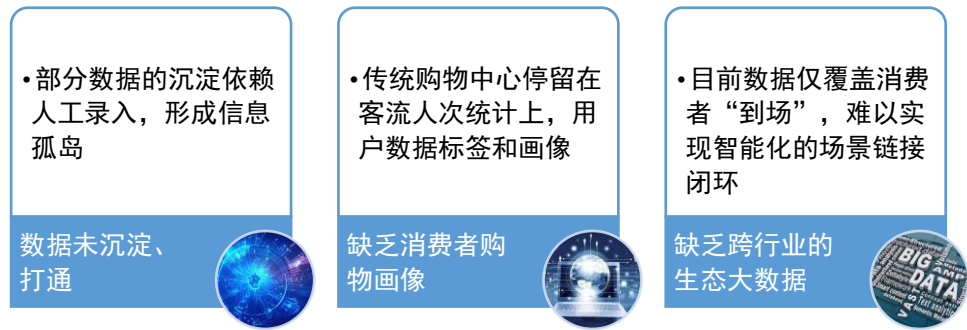 •部分数据的沉淀依赖
人工录入，形成信息
孤岛
数据未沉淀、
打通
•传统购物中心停留在
客流人次统计上，用
户数据标签和画像
缺乏消费者购
物画像
•目前数据仅覆盖消费
者“到场”，难以实
现智能化的场景链接
闭环
缺乏跨行业的
生态大数据
BIG
DATA